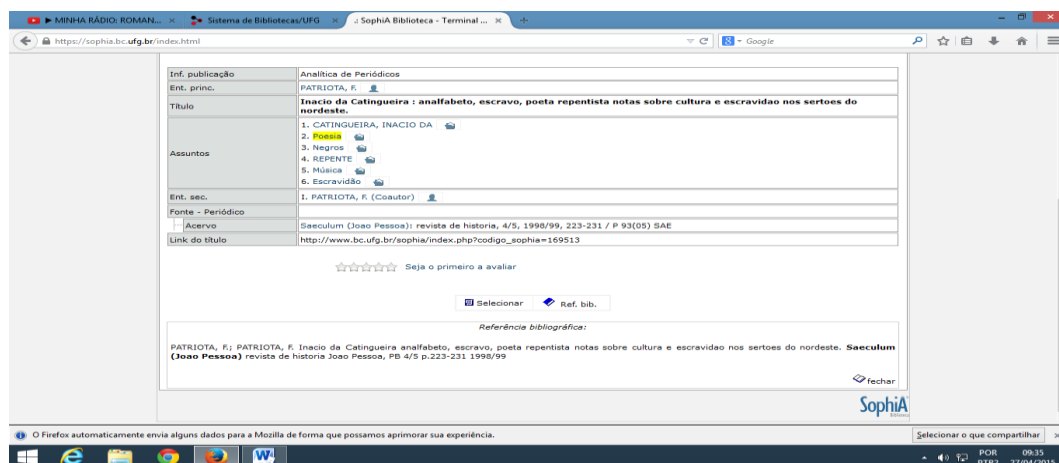 ► MINHA RÁDIO: ROMAN... ×
Sistema de Bibliotecas/UFG ×
.: SophiA Biblioteca - Terminal ... ×
+
https://sophia.bc.ufg.br/index.html
Google
Inf. publicação Analítica de Periódicos
Ent. princ. PATRIOTA, F.
Título Inacio da Catingueira : analfabeto, escravo, poeta repentista notas sobre cultura e escravidao nos sertoes do
nordeste.
Assuntos
1. CATINGUEIRA, INACIO DA
2. Poesia
3. Negros
4. REPENTE
5. Música
6. Escravidão
Ent. sec. I. PATRIOTA, F. (Coautor)
Fonte - Periódico
Acervo Saeculum (Joao Pessoa): revista de historia, 4/5, 1998/99, 223-231 / P 93(05) SAE
Link do título http://www.bc.ufg.br/sophia/index.php?codigo_sophia=169513
Seja o primeiro a avaliar
Selecionar Ref. bib.
Referência bibliográfica:
PATRIOTA, F.; PATRIOTA, F. Inacio da Catingueira analfabeto, escravo, poeta repentista notas sobre cultura e escravidao nos sertoes do nordeste. Saeculum
(Joao Pessoa) revista de historia Joao Pessoa, PB 4/5 p.223-231 1998/99
fechar
SophiA
O Firefox automaticamente envia alguns dados para a Mozilla de forma que possamos aprimorar sua experiência.
Selecionar o que compartilhar ×
POR 09:35
PTB2 27/04/2015